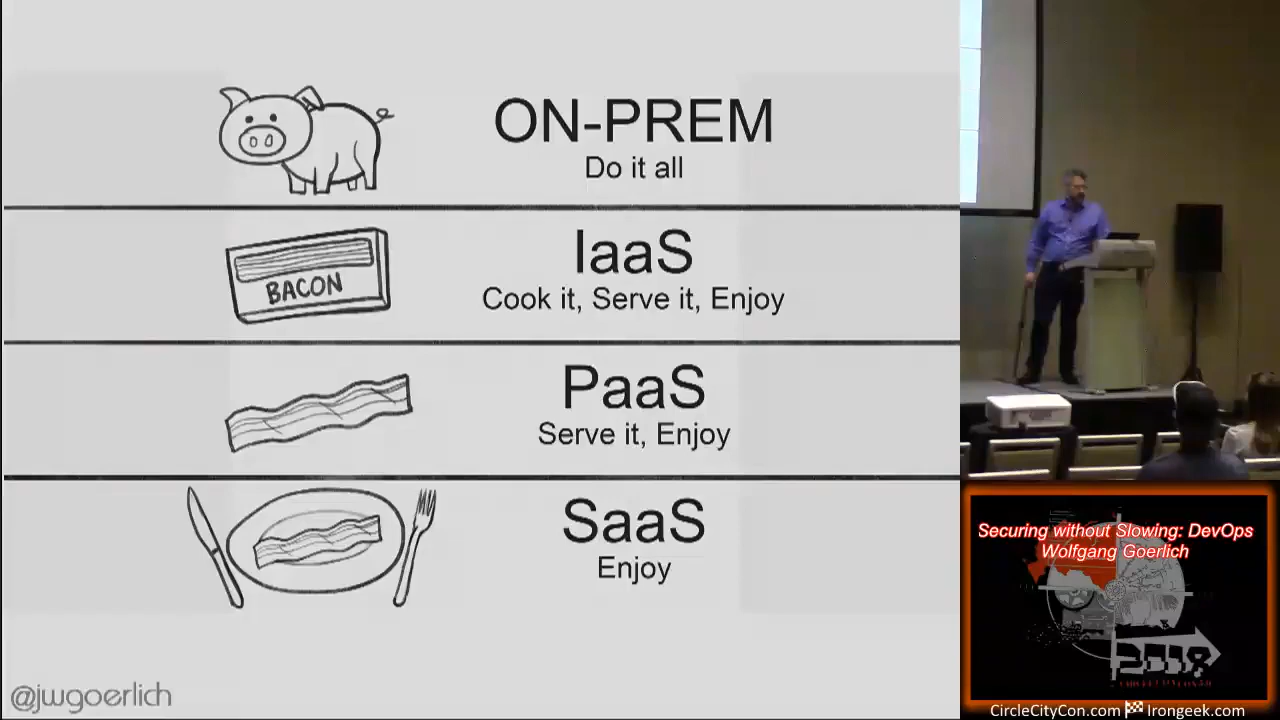 ON-PREM
Do it all
BACON
IaaS
Cook it, Serve it, Enjoy
PaaS
Serve it, Enjoy
SaaS
Enjoy
@jwgoerlich
Securing without Slowing: DevOps
Wolfgang Goerlich
2018
CircleCityCon.com Irongeek.com